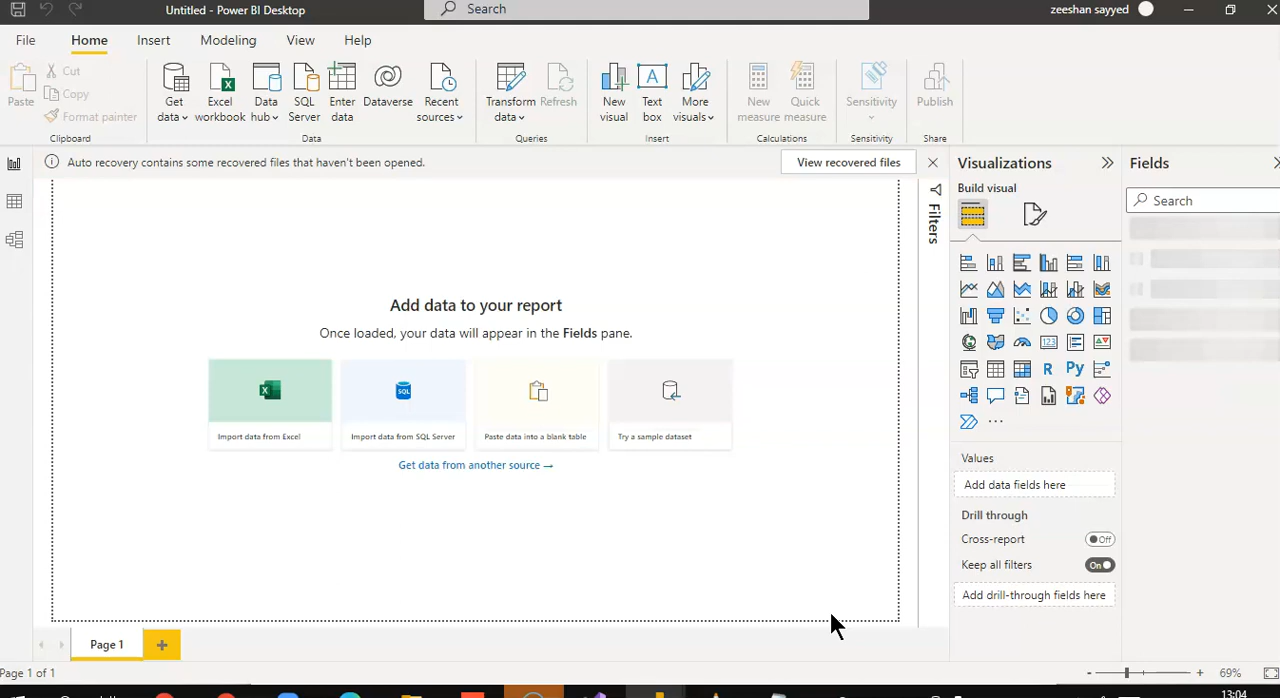 Untitled - Power BI Desktop
Search
zeeshan sayyed
File Home Insert Modeling View Help
Paste
Cut
Copy
Format painter
Clipboard
Get data
Excel workbook
Data hub
SQL Server
Enter data
Dataverse
Recent sources
Data
Transform data
Refresh
Queries
New visual
Text box
More visuals
Insert
New measure
Quick measure
Calculations
Sensitivity
Sensitivity
Publish
Share
Auto recovery contains some recovered files that haven't been opened.
View recovered files
Filters
Add data to your report
Once loaded, your data will appear in the Fields pane.
Import data from Excel
SQL
Import data from SQL Server
Paste data into a blank table
Try a sample dataset
Get data from another source →
Visualizations
Build visual
123
R
Py
...
Values
Add data fields here
Drill through
Cross-report
Off
Keep all filters
On
Add drill-through fields here
Fields
Search
Page 1
Page 1 of 1
- + 69%
13:04